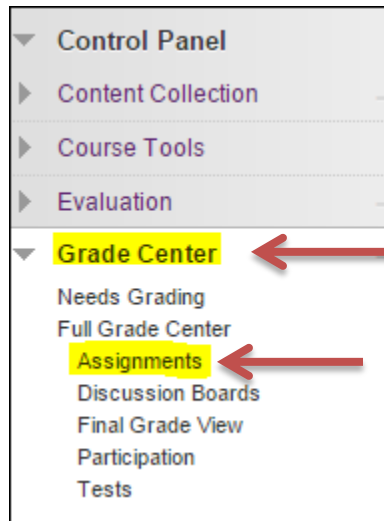 Control Panel
Content Collection
Course Tools
Evaluation
Grade Center
Needs Grading
Full Grade Center
Assignments
Discussion Boards
Final Grade View
Participation
Tests